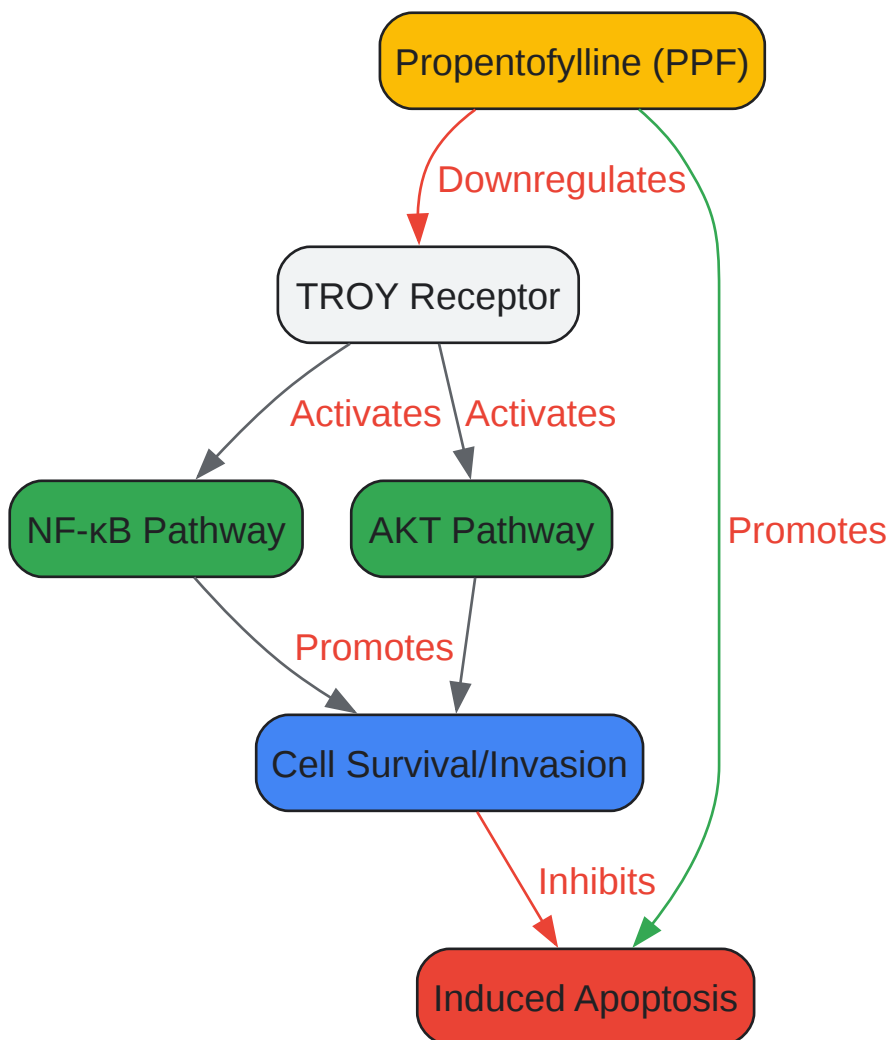 Propentofylline (PPF)
Downregulates
TROY Receptor
Activates
Activates
NF-κB Pathway
AKT Pathway
Promotes
Promotes
Cell Survival/Invasion
Inhibits
Induced Apoptosis